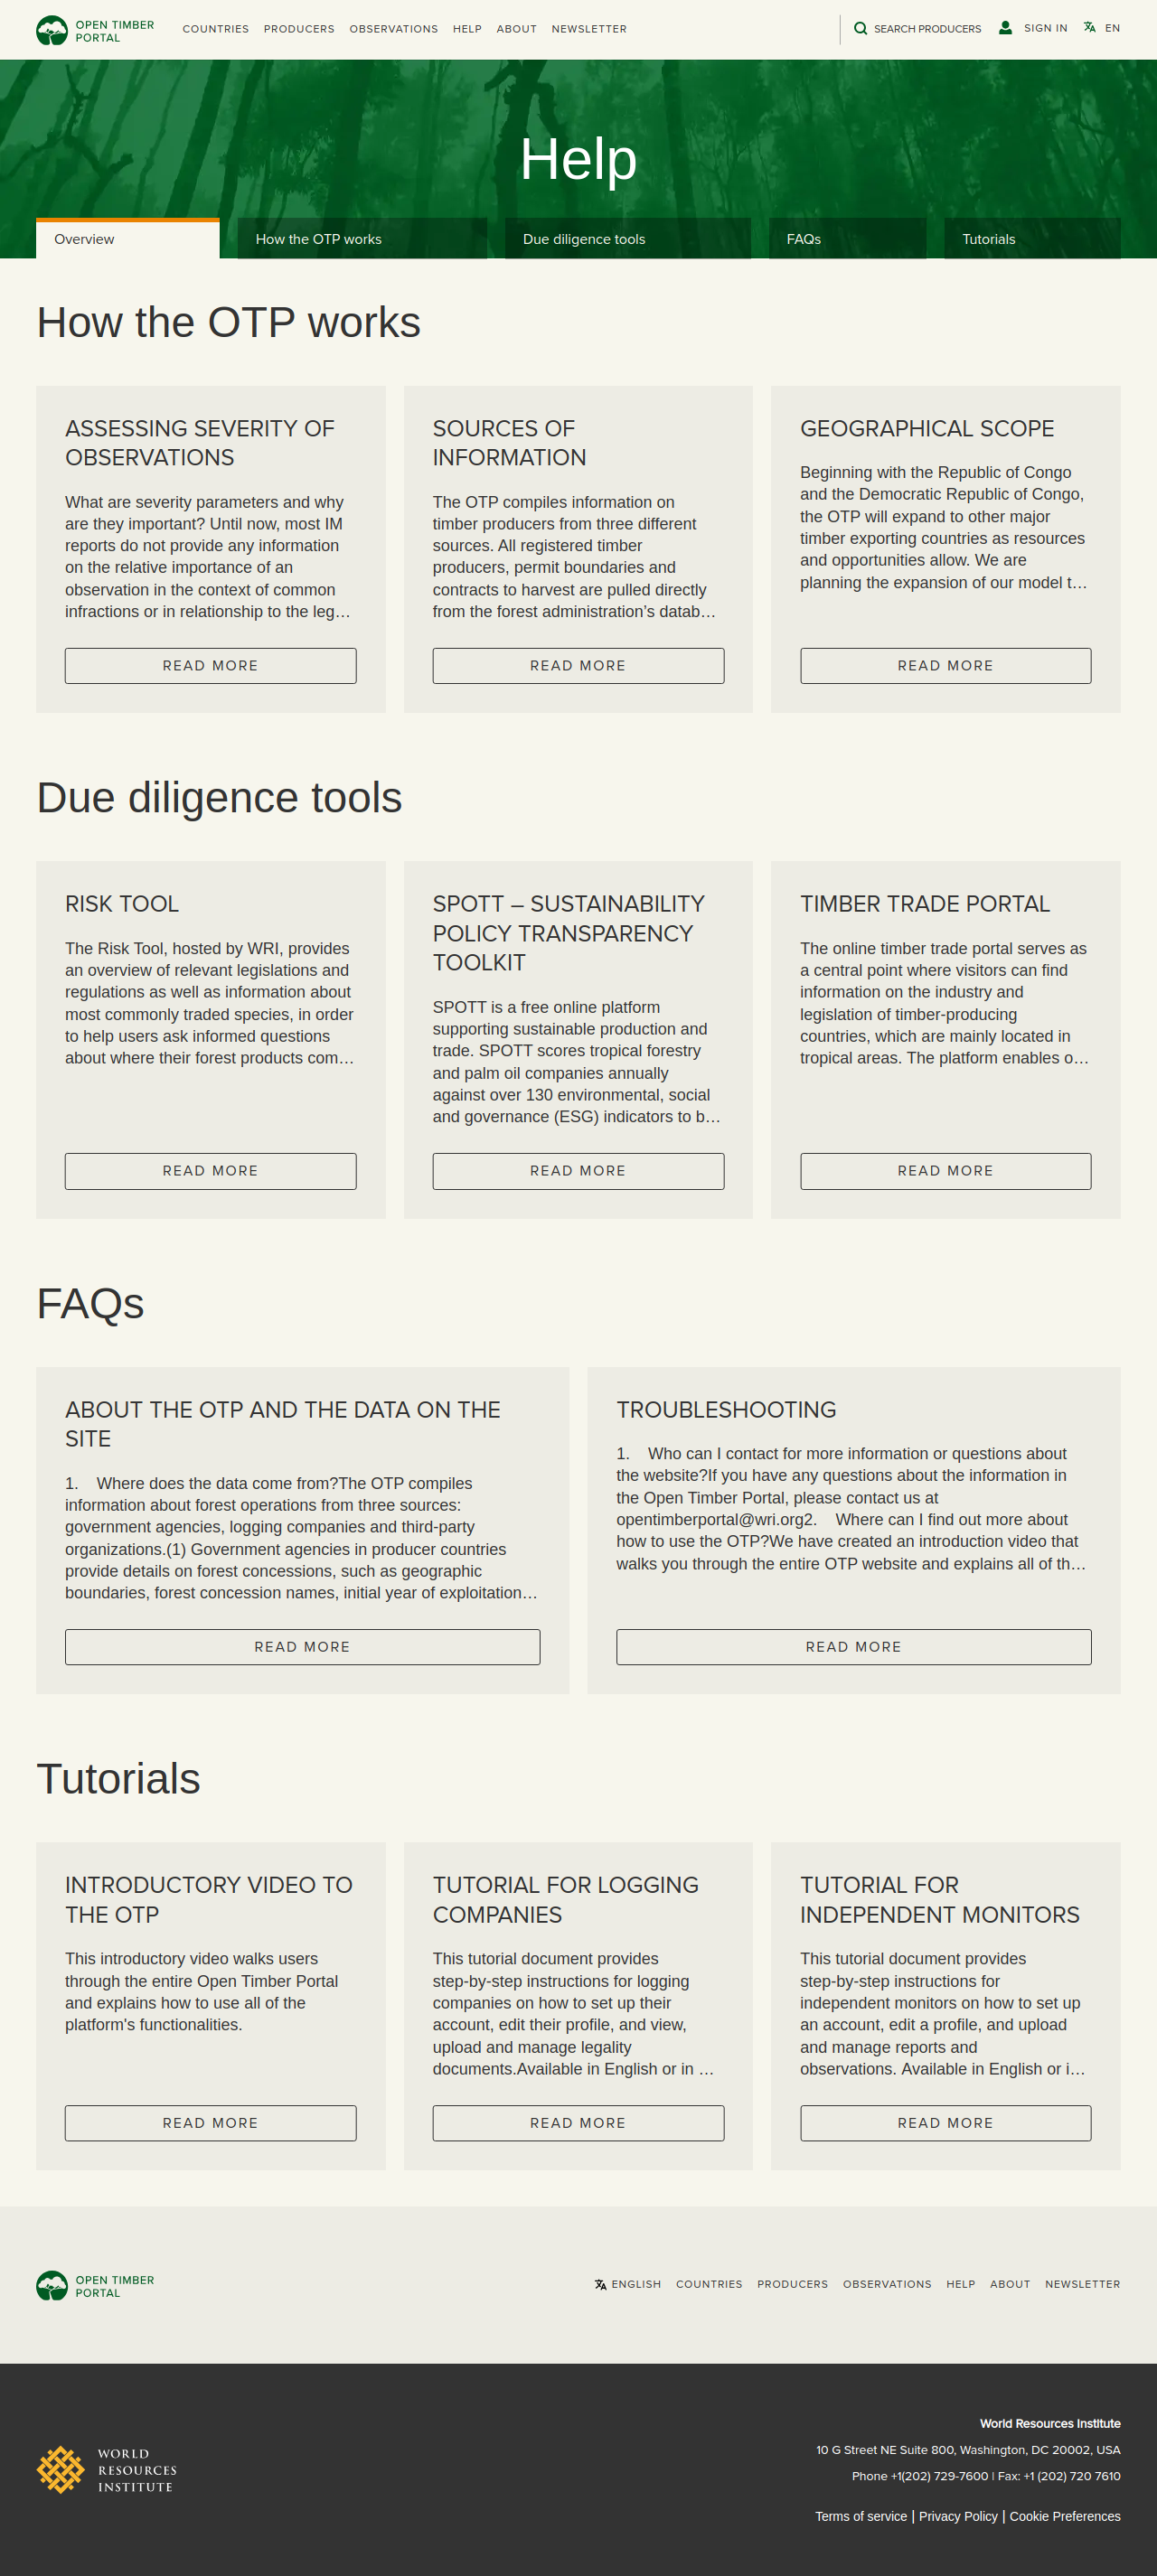 OPEN TIMBER
PORTAL
COUNTRIES PRODUCERS OBSERVATIONS HELP ABOUT NEWSLETTER
SEARCH PRODUCERS SIGN IN EN
Help
Overview How the OTP works Due diligence tools FAQs Tutorials
How the OTP works
ASSESSING SEVERITY OF
OBSERVATIONS
What are severity parameters and why
are they important? Until now, most IM
reports do not provide any information
on the relative importance of an
observation in the context of common
infractions or in relationship to the leg…
READ MORE
SOURCES OF
INFORMATION
The OTP compiles information on
timber producers from three different
sources. All registered timber
producers, permit boundaries and
contracts to harvest are pulled directly
from the forest administration’s datab…
READ MORE
GEOGRAPHICAL SCOPE
Beginning with the Republic of Congo
and the Democratic Republic of Congo,
the OTP will expand to other major
timber exporting countries as resources
and opportunities allow. We are
planning the expansion of our model t…
READ MORE
Due diligence tools
RISK TOOL
The Risk Tool, hosted by WRI, provides
an overview of relevant legislations and
regulations as well as information about
most commonly traded species, in order
to help users ask informed questions
about where their forest products com…
READ MORE
SPOTT – SUSTAINABILITY
POLICY TRANSPARENCY
TOOLKIT
SPOTT is a free online platform
supporting sustainable production and
trade. SPOTT scores tropical forestry
and palm oil companies annually
against over 130 environmental, social
and governance (ESG) indicators to b…
READ MORE
TIMBER TRADE PORTAL
The online timber trade portal serves as
a central point where visitors can find
information on the industry and
legislation of timber-producing
countries, which are mainly located in
tropical areas. The platform enables o…
READ MORE
FAQs
ABOUT THE OTP AND THE DATA ON THE
SITE
1. Where does the data come from?The OTP compiles
information about forest operations from three sources:
government agencies, logging companies and third-party
organizations.(1) Government agencies in producer countries
provide details on forest concessions, such as geographic
boundaries, forest concession names, initial year of exploitation…
READ MORE
TROUBLESHOOTING
1. Who can I contact for more information or questions about
the website?If you have any questions about the information in
the Open Timber Portal, please contact us at
opentimberportal@wri.org2. Where can I find out more about
how to use the OTP?We have created an introduction video that
walks you through the entire OTP website and explains all of th…
READ MORE
Tutorials
INTRODUCTORY VIDEO TO
THE OTP
This introductory video walks users
through the entire Open Timber Portal
and explains how to use all of the
platform's functionalities.
READ MORE
TUTORIAL FOR LOGGING
COMPANIES
This tutorial document provides
step-by-step instructions for logging
companies on how to set up their
account, edit their profile, and view,
upload and manage legality
documents.Available in English or in …
READ MORE
TUTORIAL FOR
INDEPENDENT MONITORS
This tutorial document provides
step-by-step instructions for
independent monitors on how to set up
an account, edit a profile, and upload
and manage reports and
observations. Available in English or i…
READ MORE
OPEN TIMBER
PORTAL
ENGLISH COUNTRIES PRODUCERS OBSERVATIONS HELP ABOUT NEWSLETTER
WORLD
RESOURCES
INSTITUTE
World Resources Institute
10 G Street NE Suite 800, Washington, DC 20002, USA
Phone +1(202) 729-7600 | Fax: +1 (202) 720 7610
Terms of service | Privacy Policy | Cookie Preferences